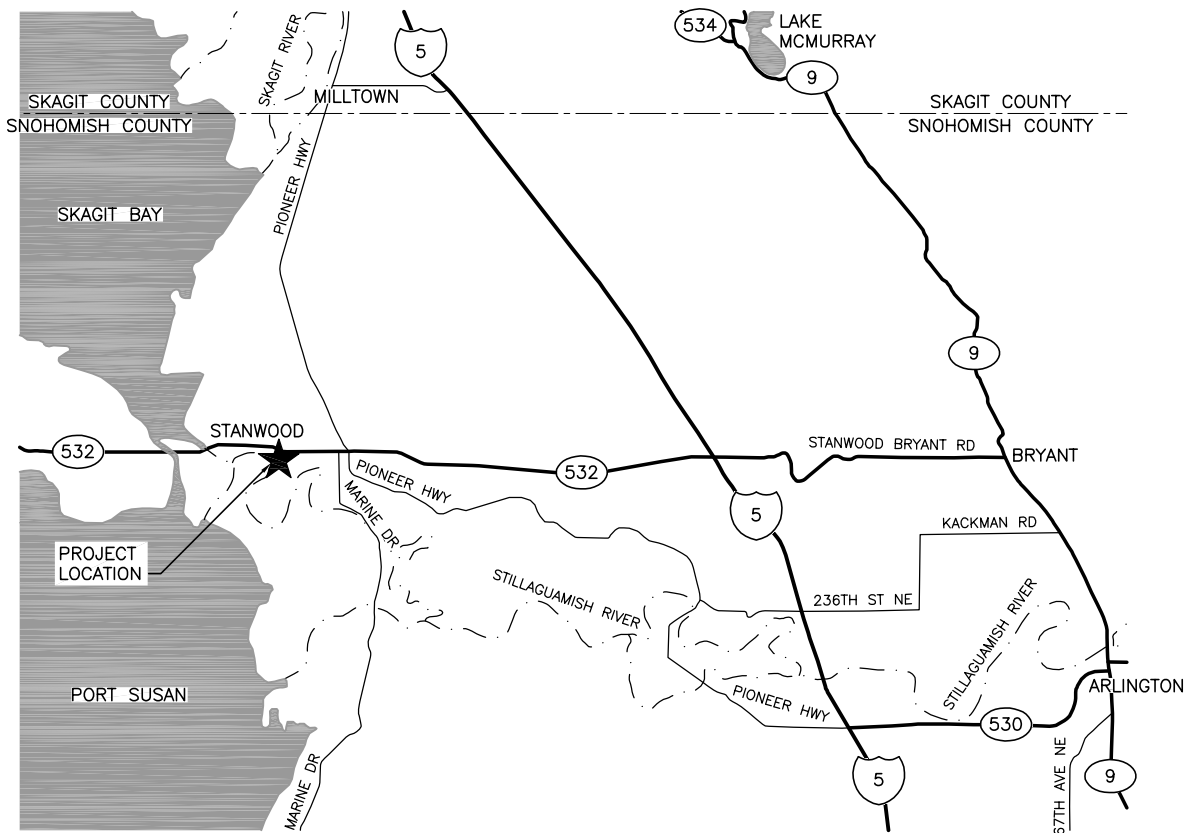 534
LAKE
MCMURRAY
5
9
SKAGIT RIVER
MILLTOWN
SKAGIT COUNTY
SNOHOMISH COUNTY
SKAGIT COUNTY
SNOHOMISH COUNTY
PIONEER HWY
SKAGIT BAY
9
STANWOOD
532
532
STANWOOD BRYANT RD
BRYANT
PIONEER HWY
MARINE DR
5
KACKMAN RD
PROJECT
LOCATION
STILLAGUAMISH RIVER
236TH ST NE
STILLAGUAMISH RIVER
PORT SUSAN
PIONEER HWY
ARLINGTON
530
MARINE DR
5
67TH AVE NE
9